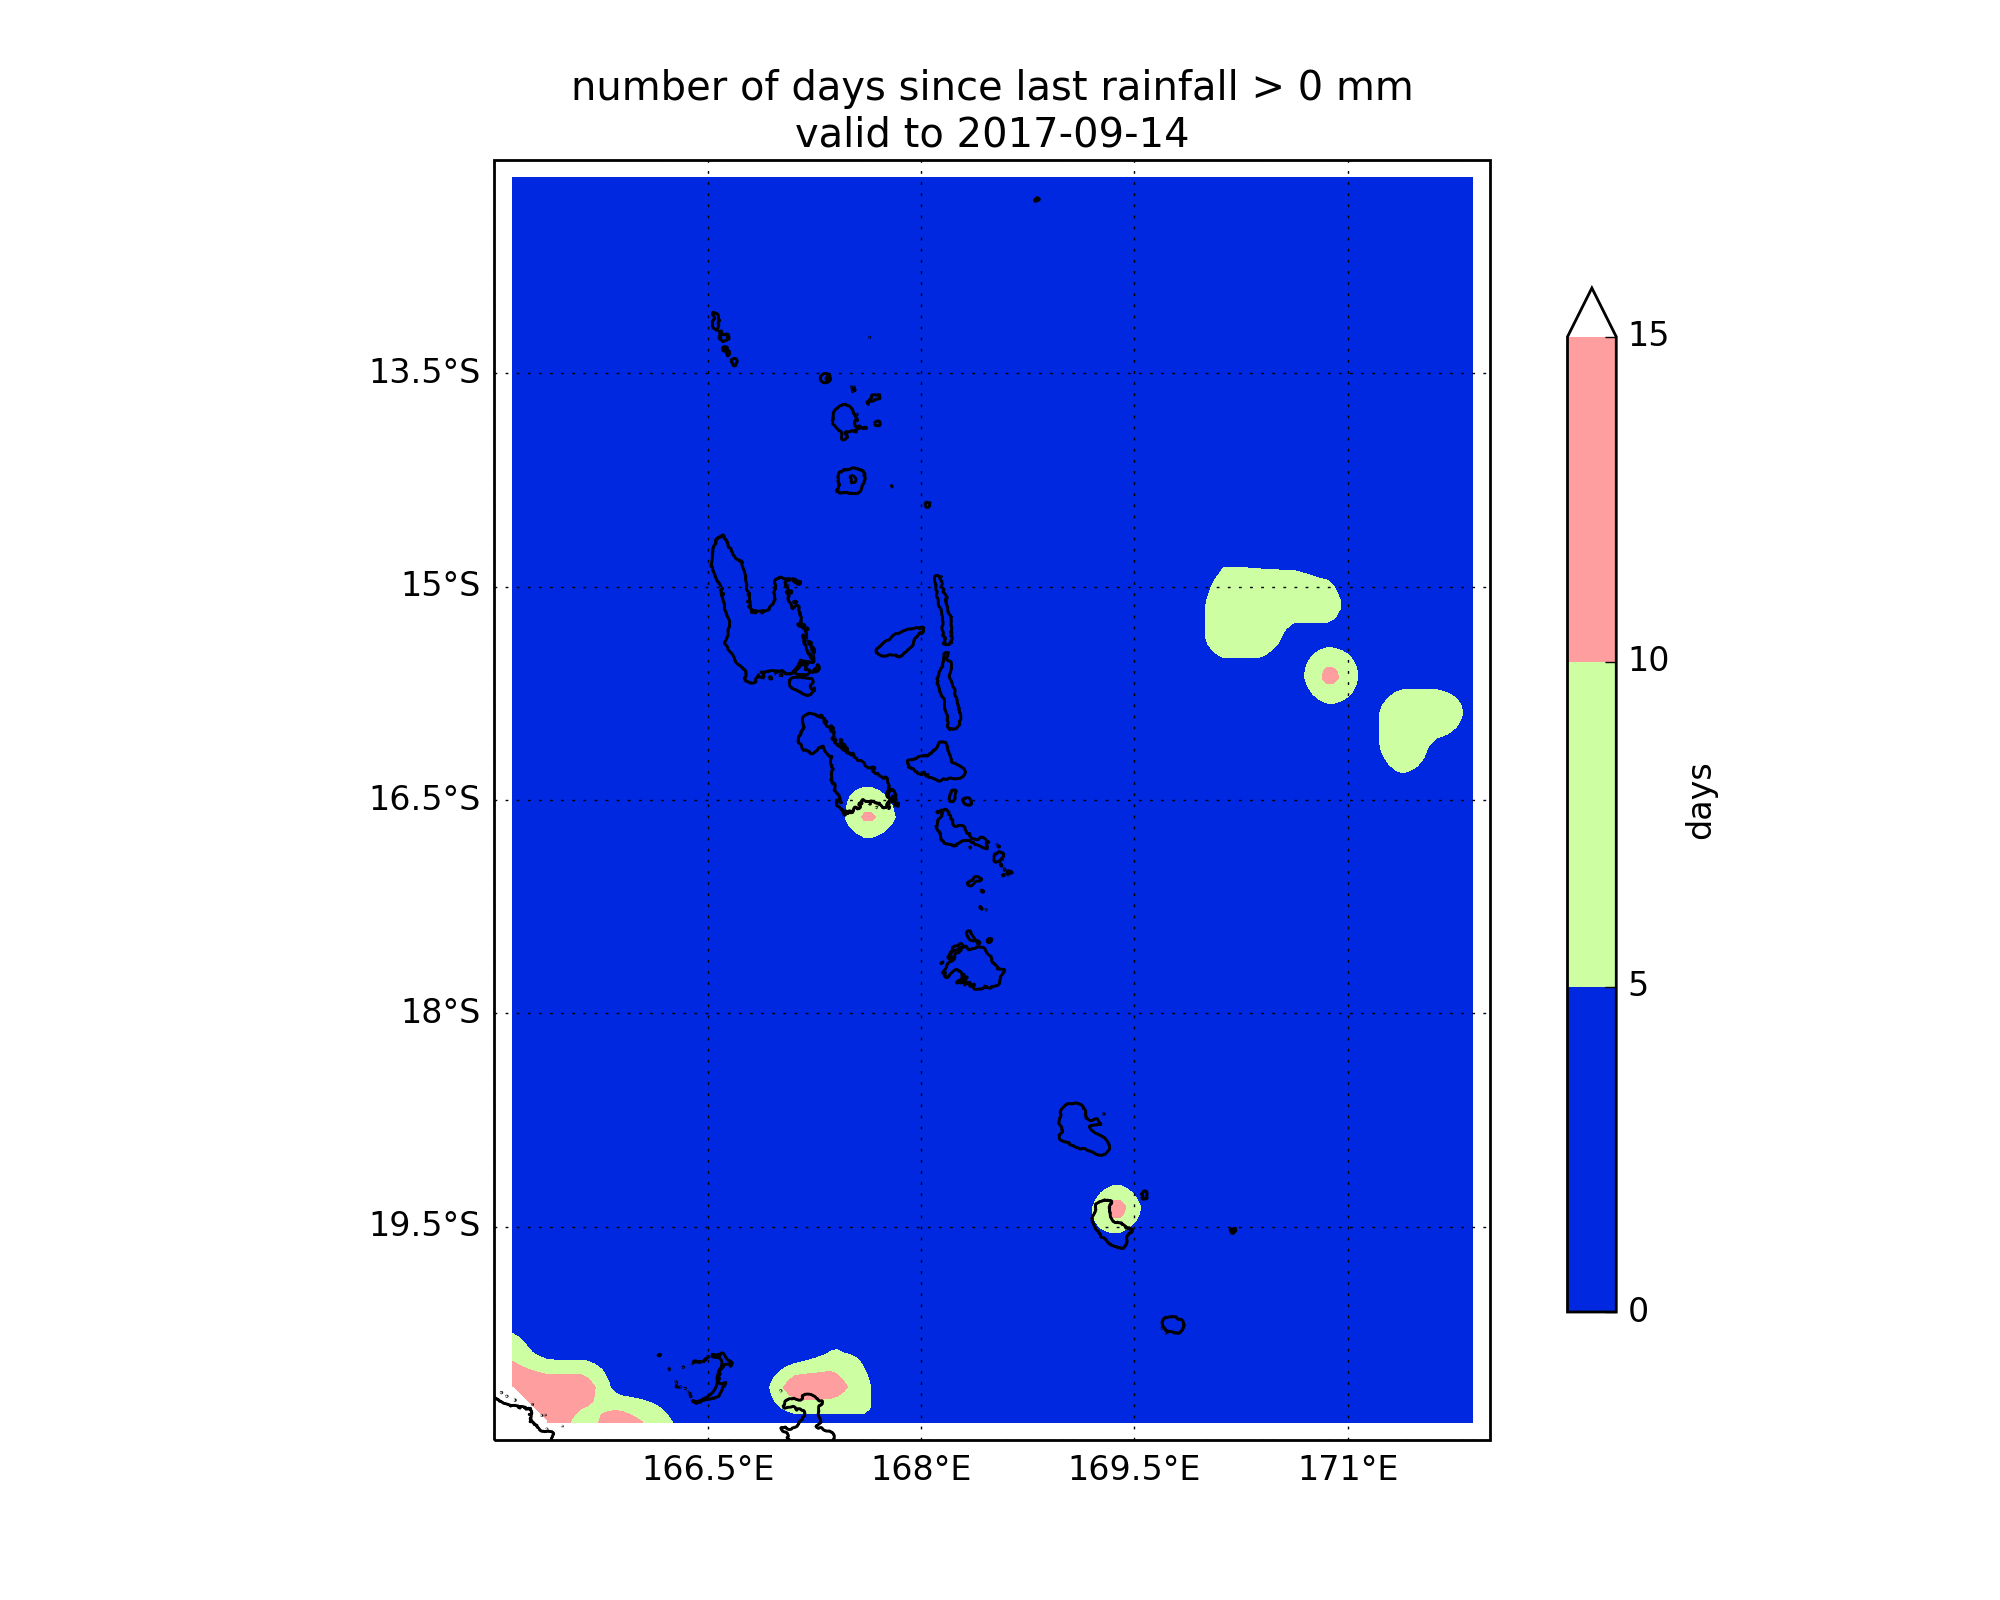 number of days since last rainfall > 0 mm
valid to 2017-09-14
13.5°S
15°S
16.5°S
18°S
19.5°S
166.5°E
168°E
169.5°E
171°E
15
10
5
0
days